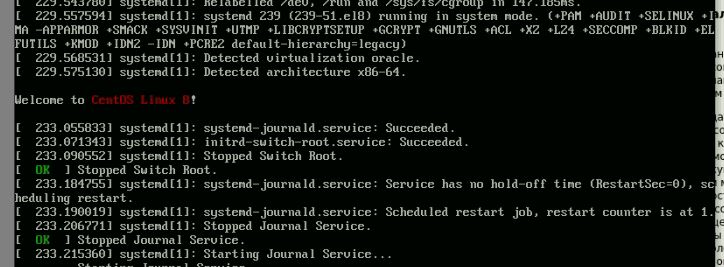 [  229.543780] systemd[1]: Relabelled /dev, /run and /sys/fs/cgroup in 147.185ms.
[  229.557594] systemd[1]: systemd 239 (239-51.el8) running in system mode. (+PAM +AUDIT +SELINUX +I
MA -APPARMOR +SMACK +SYSVINIT +UTMP +LIBCRYPTSETUP +GCRYPT +GNUTLS +ACL +XZ +LZ4 +SECCOMP +BLKID +EL
FUTILS +KMOD +IDN2 -IDN +PCRE2 default-hierarchy=legacy)
[  229.568531] systemd[1]: Detected virtualization oracle.
[  229.575130] systemd[1]: Detected architecture x86-64.
Welcome to CentOS Linux 8!
[  233.055833] systemd[1]: systemd-journald.service: Succeeded.
[  233.071343] systemd[1]: initrd-switch-root.service: Succeeded.
[  233.090552] systemd[1]: Stopped Switch Root.
[  OK  ] Stopped Switch Root.
[  233.184755] systemd[1]: systemd-journald.service: Service has no hold-off time (RestartSec=0), sc
heduling restart.
[  233.190019] systemd[1]: systemd-journald.service: Scheduled restart job, restart counter is at 1.
[  233.206771] systemd[1]: Stopped Journal Service.
[  OK  ] Stopped Journal Service.
[  233.215360] systemd[1]: Starting Journal Service...
Starting Journal Service